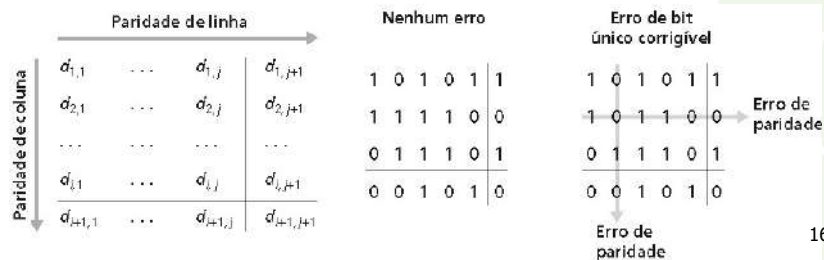 Paridade de linha
Paridade de coluna
d1,1 ... d1,j d1,j+1
d2,1 ... d2,j d2,j+1
... ... ... ...
di,1 ... di,j di,j+1
di+1,1 ... di+1,j di+1,j+1
Nenhum erro
1 0 1 0 1 1
1 1 1 1 0 0
0 1 1 1 0 1
0 0 1 0 1 0
Erro de bit
único corrigível
1 0 1 0 1 1
1 0 1 1 0 0
0 1 1 1 0 1
0 0 1 0 1 0
Erro de
paridade
Erro de
paridade
16